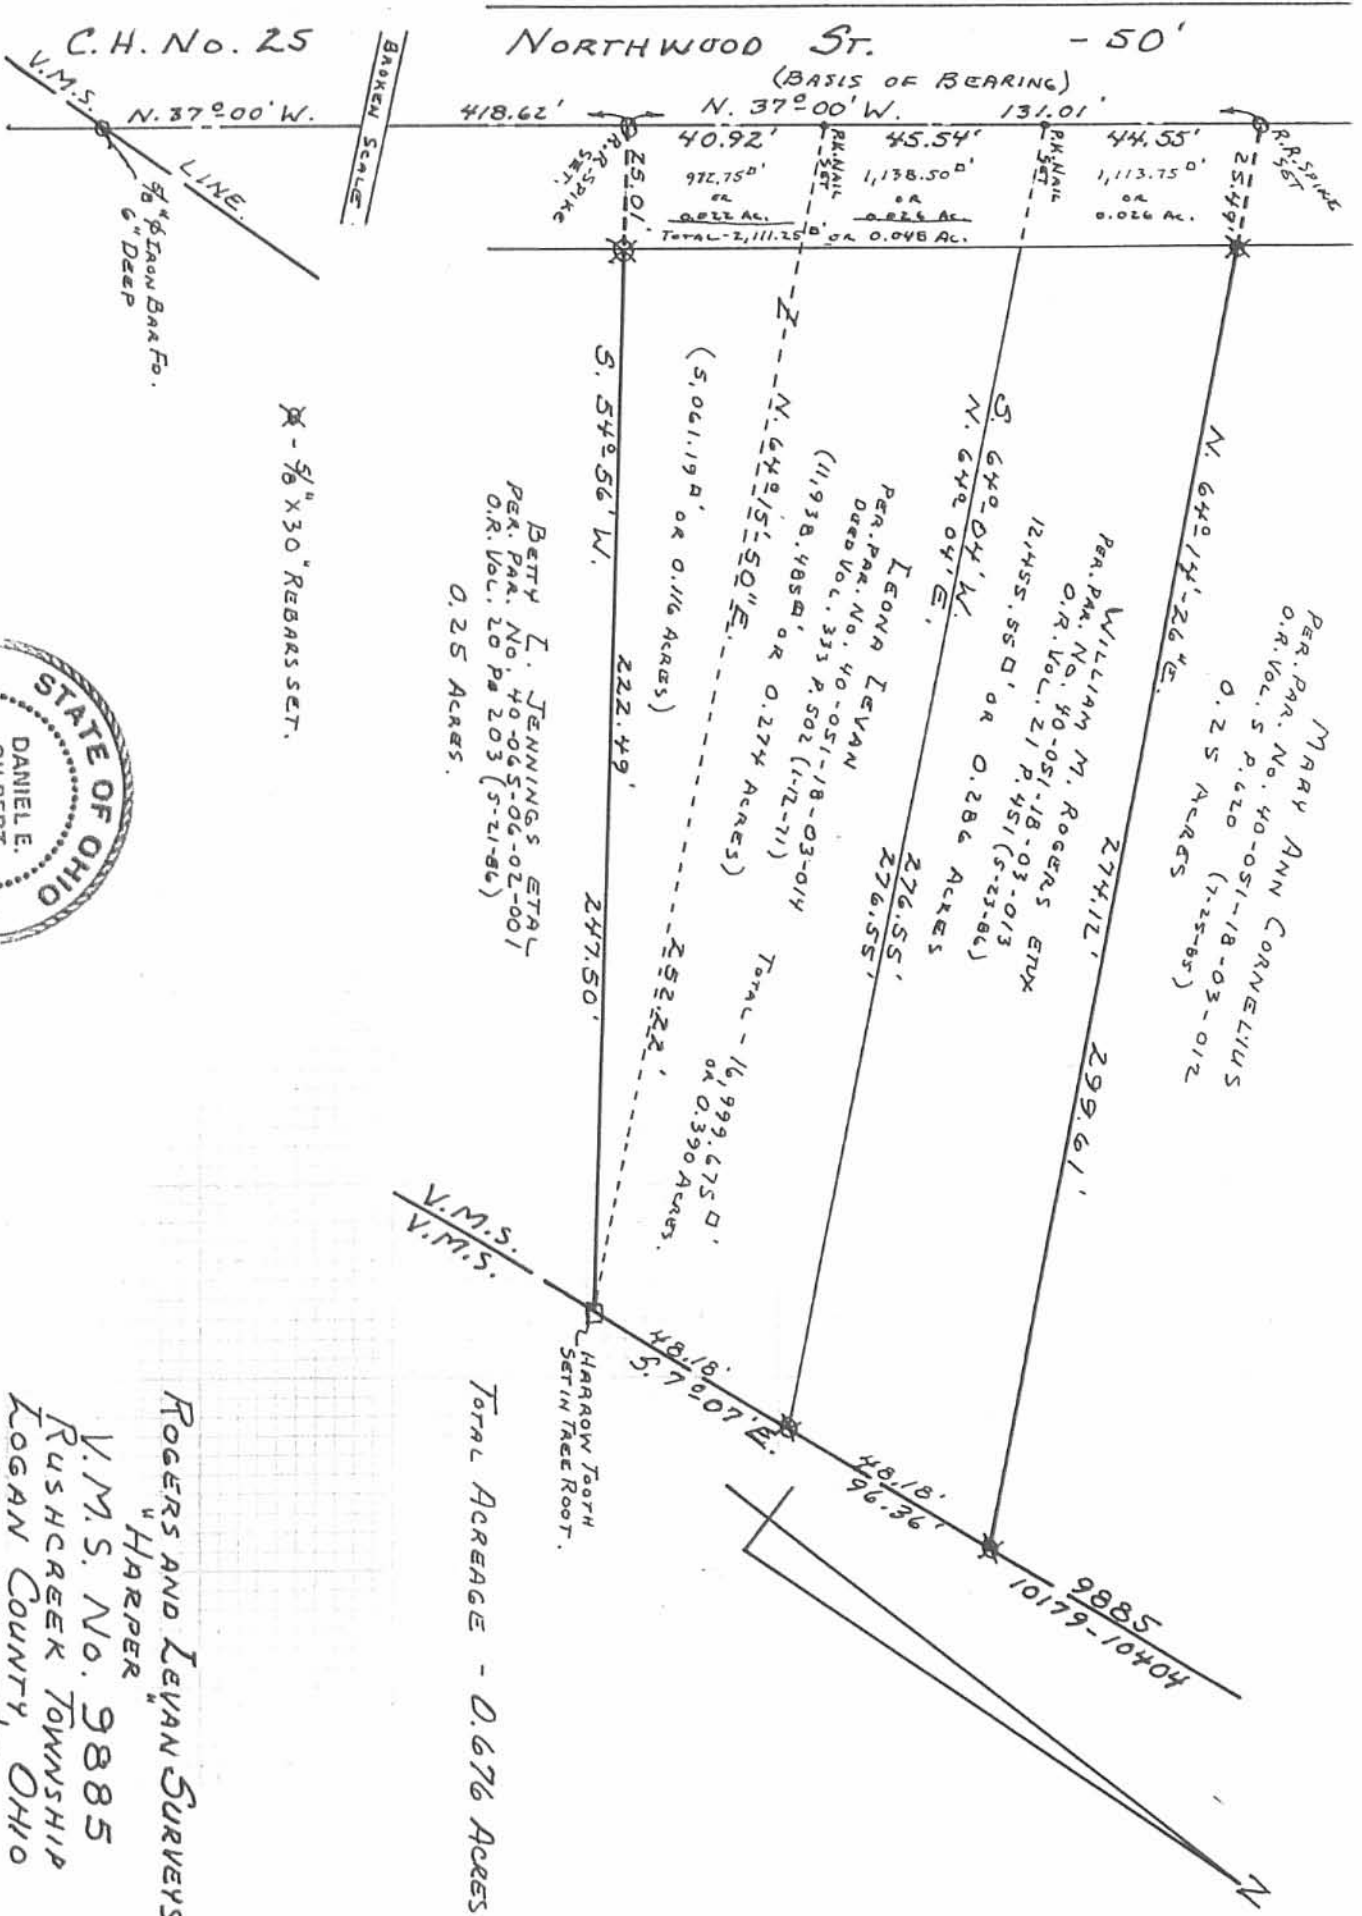 C.H. No. 25
NORTHWOOD ST. - 50'
(BASIS OF BEARING)
V.M.S.
LINE.
N. 37°00' W.
BROKEN SCALE
418.62'
N. 37°00' W.
131.01'
40.92'
45.54'
44.55'
R.R. SPIKE SET.
P.K. NAIL SET
P.K. NAIL SET
R.R. SPIKE SET
25.01'
25.49'
972.75□'
OR
0.022 AC.
1,138.50□'
OR
0.026 AC.
1,113.75□'
OR
0.026 AC.
TOTAL-2,111.25□' OR 0.048 AC.
5/8"ø IRON BAR FD.
6" DEEP
- 5/8" X 30" REBARS SET.
MARY ANN CORNELIUS
PER. PAR. NO. 40-051-18-03-012
O.R. VOL. 5 P. 620 (7-25-85)
0.25 ACRES
N. 64°14'-26"E.
274.12'
299.61'
WILLIAM M. ROGERS ETUX
PER. PAR. NO. 40-051-18-03-013
O.R. VOL. 21 P. 451 (5-23-86)
12,455.55□' OR 0.286 ACRES
S. 64°-04' W.
N. 64° 04' E.
276.55'
276.55'
LEONA LEVAN
PER. PAR. NO. 40-051-18-03-014
DEED VOL. 333 P. 502 (1-12-71)
(11,938.485□' OR 0.274 ACRES)
Z
N. 64°15'-50"E.
252.22'
(5,061.19□' OR 0.116 ACRES)
TOTAL - 16,999.675□'
OR 0.390 ACRES.
S. 54°56' W.
222.49'
247.50'
BETTY L. JENNINGS ETAL
PER. PAR. NO. 40-065-06-02-001
O.R. VOL. 20 PG 203 (5-21-86)
0.25 ACRES.
V.M.S.
V.M.S.
HARROW TOOTH
SET IN TREE ROOT.
48.18'
S. 7°07'E.
48.18'
96.36'
9885
10179-10404
N
TOTAL ACREAGE - 0.676 ACRES
STATE OF OHIO
DANIEL E.
ROGERS AND LEVAN SURVEYS
"HARPER"
V.M.S. No. 9885
RUSHCREEK TOWNSHIP
LOGAN COUNTY, OHIO